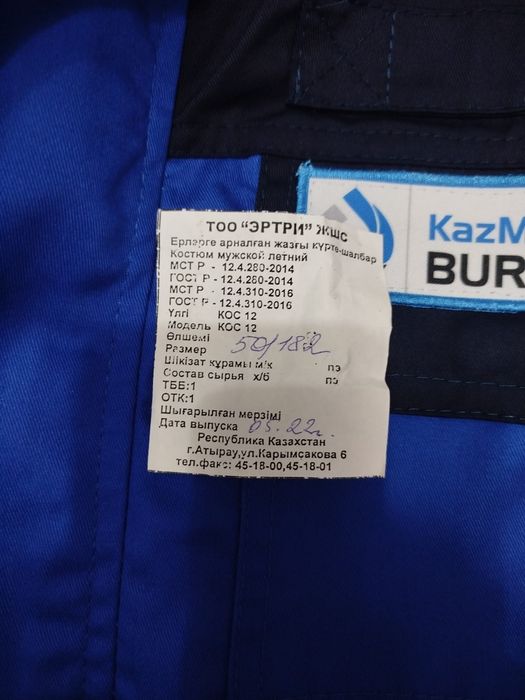 KazM
BUR
ТОО "ЭРТРИ" ЖШС
Ерлерге арналған жазғы күрте-шалбар
Костюм мужской летний
МСТ Р - 12.4.280-2014
ГОСТ Р - 12.4.280-2014
МСТ Р - 12.4.310-2016
ГОСТ Р - 12.4.310-2016
Үлгі КОС 12
Модель КОС 12
Өлшемі
Размер 50/182
Шикізат құрамы м/к пэ
Состав сырья х/б пэ
ТББ:1
ОТК:1
Шығарылған мерзімі
Дата выпуска 05.22г.
Республика Казахстан
г.Атырау,ул.Карымсакова 6
тел.факс: 45-18-00,45-18-01